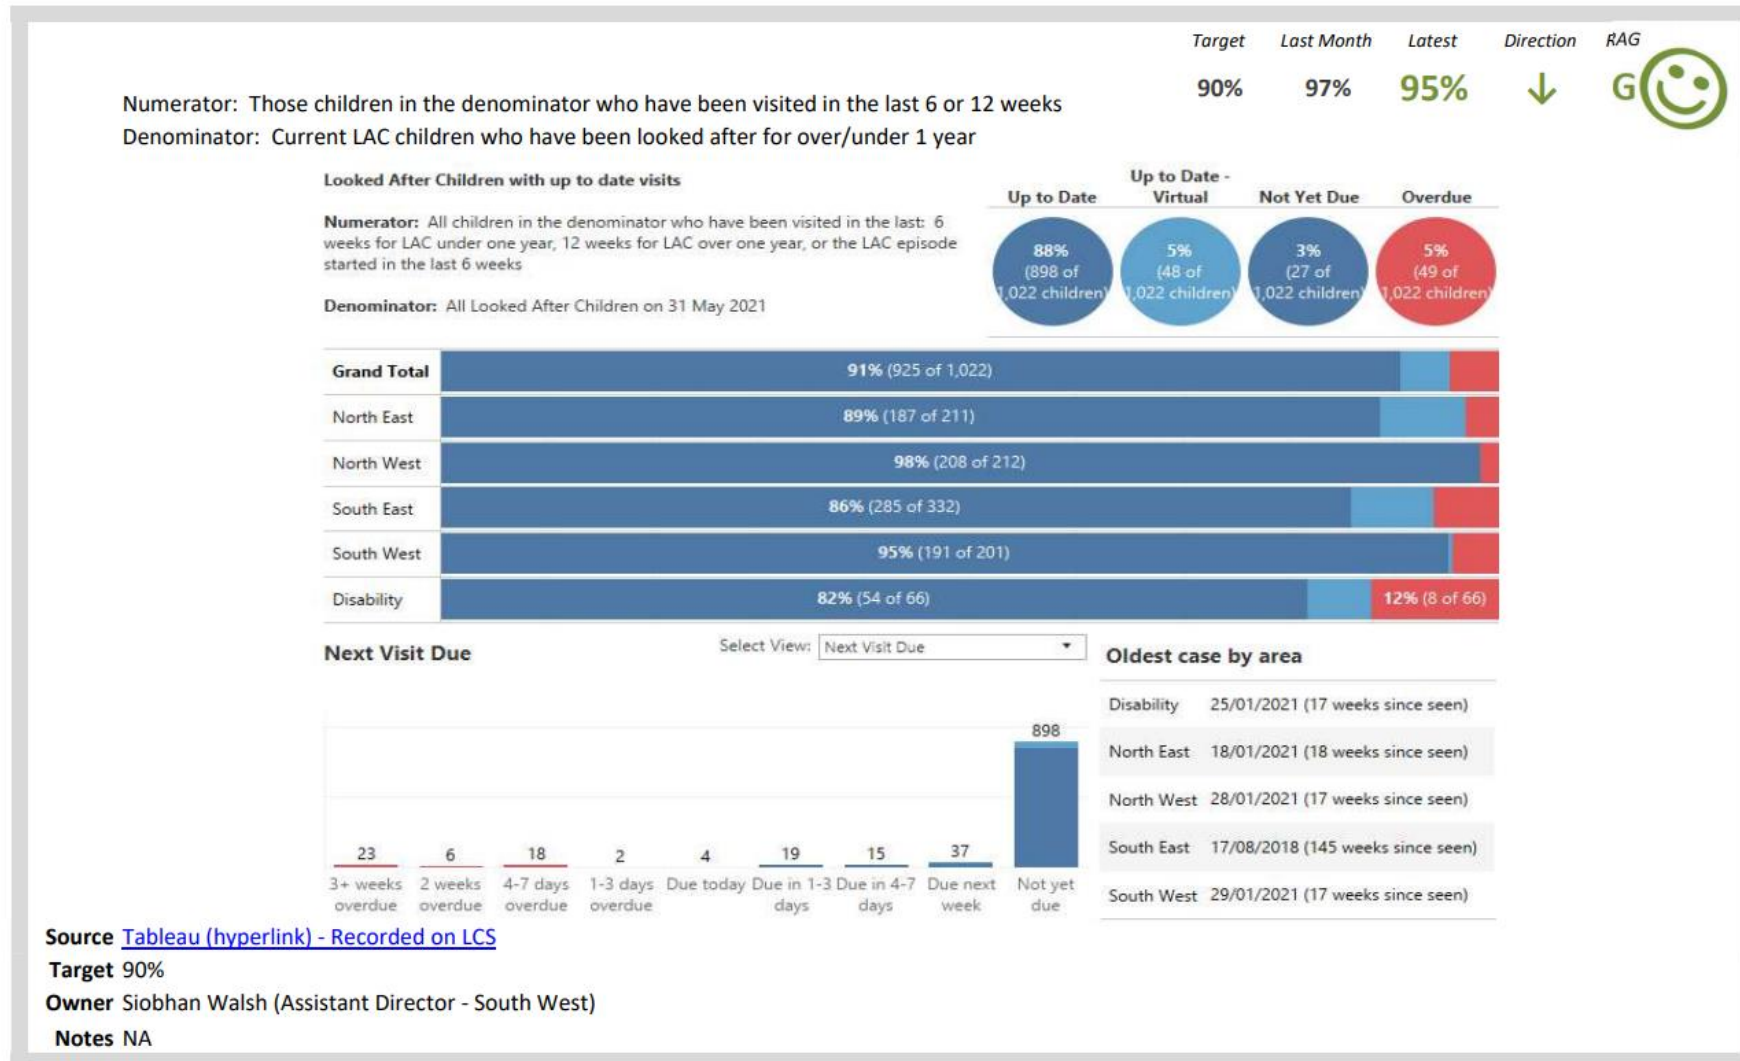 Target Last Month Latest Direction RAG
90% 97% 95% ↓ G
Numerator: Those children in the denominator who have been visited in the last 6 or 12 weeks
Denominator: Current LAC children who have been looked after for over/under 1 year
Looked After Children with up to date visits
Numerator: All children in the denominator who have been visited in the last: 6
weeks for LAC under one year, 12 weeks for LAC over one year, or the LAC episode
started in the last 6 weeks
Denominator: All Looked After Children on 31 May 2021
Up to Date
88%
(898 of
1,022 children)
Up to Date -
Virtual
5%
(48 of
1,022 children)
Not Yet Due
3%
(27 of
1,022 children)
Overdue
5%
(49 of
1,022 children)
Grand Total 91% (925 of 1,022)
North East 89% (187 of 211)
North West 98% (208 of 212)
South East 86% (285 of 332)
South West 95% (191 of 201)
Disability 82% (54 of 66) 12% (8 of 66)
Next Visit Due
Select View: Next Visit Due
23
3+ weeks
overdue
6
2 weeks
overdue
18
4-7 days
overdue
2
1-3 days
overdue
4
Due today
19
Due in 1-3
days
15
Due in 4-7
days
37
Due next
week
898
Not yet
due
Oldest case by area
Disability 25/01/2021 (17 weeks since seen)
North East 18/01/2021 (18 weeks since seen)
North West 28/01/2021 (17 weeks since seen)
South East 17/08/2018 (145 weeks since seen)
South West 29/01/2021 (17 weeks since seen)
Source Tableau (hyperlink) - Recorded on LCS
Target 90%
Owner Siobhan Walsh (Assistant Director - South West)
Notes NA